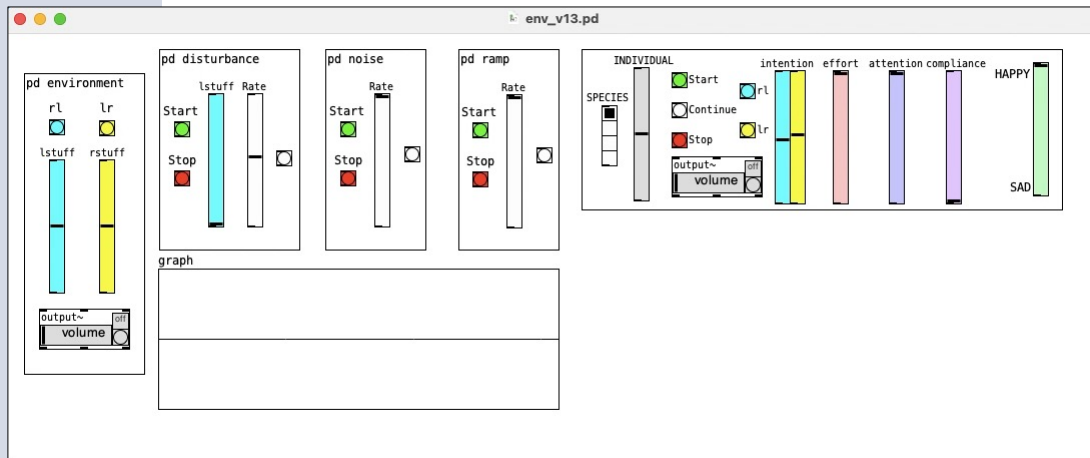 env_v13.pd
pd environment
rl lr
lstuff rstuff
output~
off
volume
pd disturbance
lstuff Rate
Start
Stop
pd noise
Rate
Start
Stop
pd ramp
Rate
Start
Stop
graph
INDIVIDUAL
SPECIES
Start
Continue
Stop
rl
lr
output~
off
volume
intention effort attention compliance
HAPPY
SAD